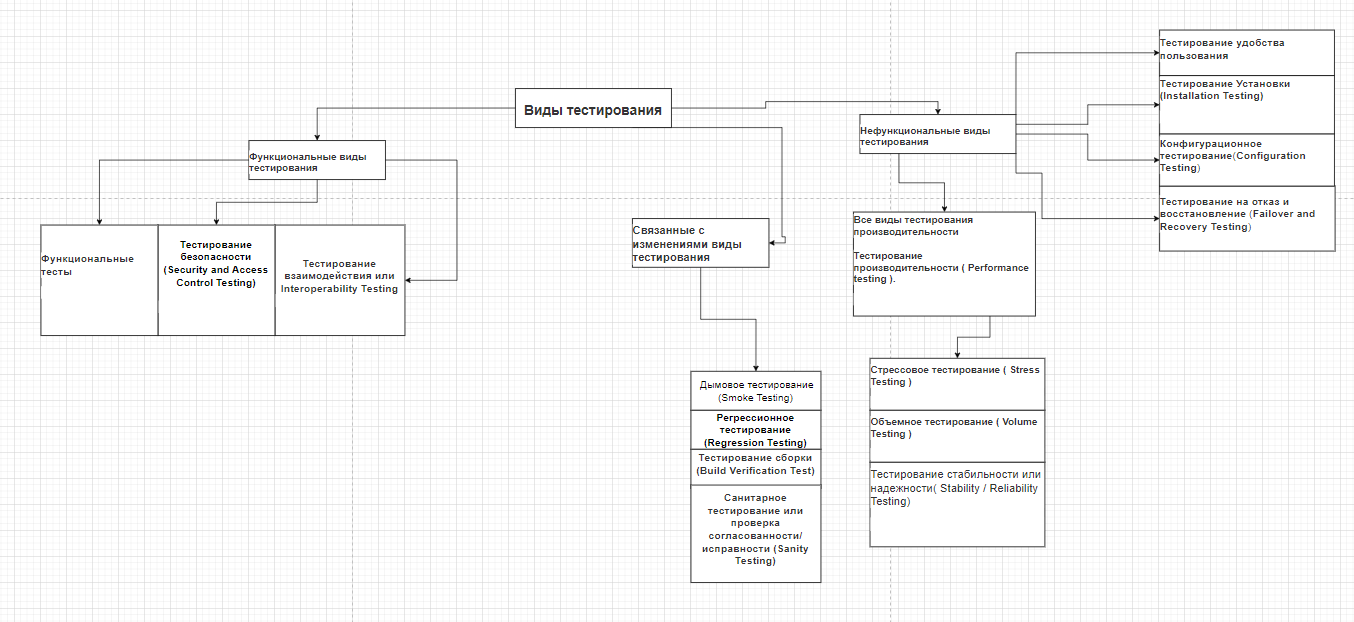 Виды тестирования
Функциональные виды
тестирования
Функциональные
тесты
Тестирование
безопасности
(Security and Access
Control Testing)
Тестирование
взаимодействия или
Interoperability Testing
Связанные с
изменениями виды
тестирования
Дымовое тестирование
(Smoke Testing)
Регрессионное
тестирование
(Regression Testing)
Тестирование сборки
(Build Verification Test)
Санитарное
тестирование или
проверка
согласованности/
исправности (Sanity
Testing)
Нефункциональные виды
тестирования
Все виды тестирования
производительности
Тестирование
производительности ( Performance
testing ).
Стрессовое тестирование ( Stress
Testing )
Объемное тестирование ( Volume
Testing )
Тестирование стабильности или
надежности( Stability / Reliability
Testing)
Тестирование удобства
пользования
Тестирование Установки
(Installation Testing)
Конфигурационное
тестирование(Configuration
Testing)
Тестирование на отказ и
восстановление (Failover and
Recovery Testing)